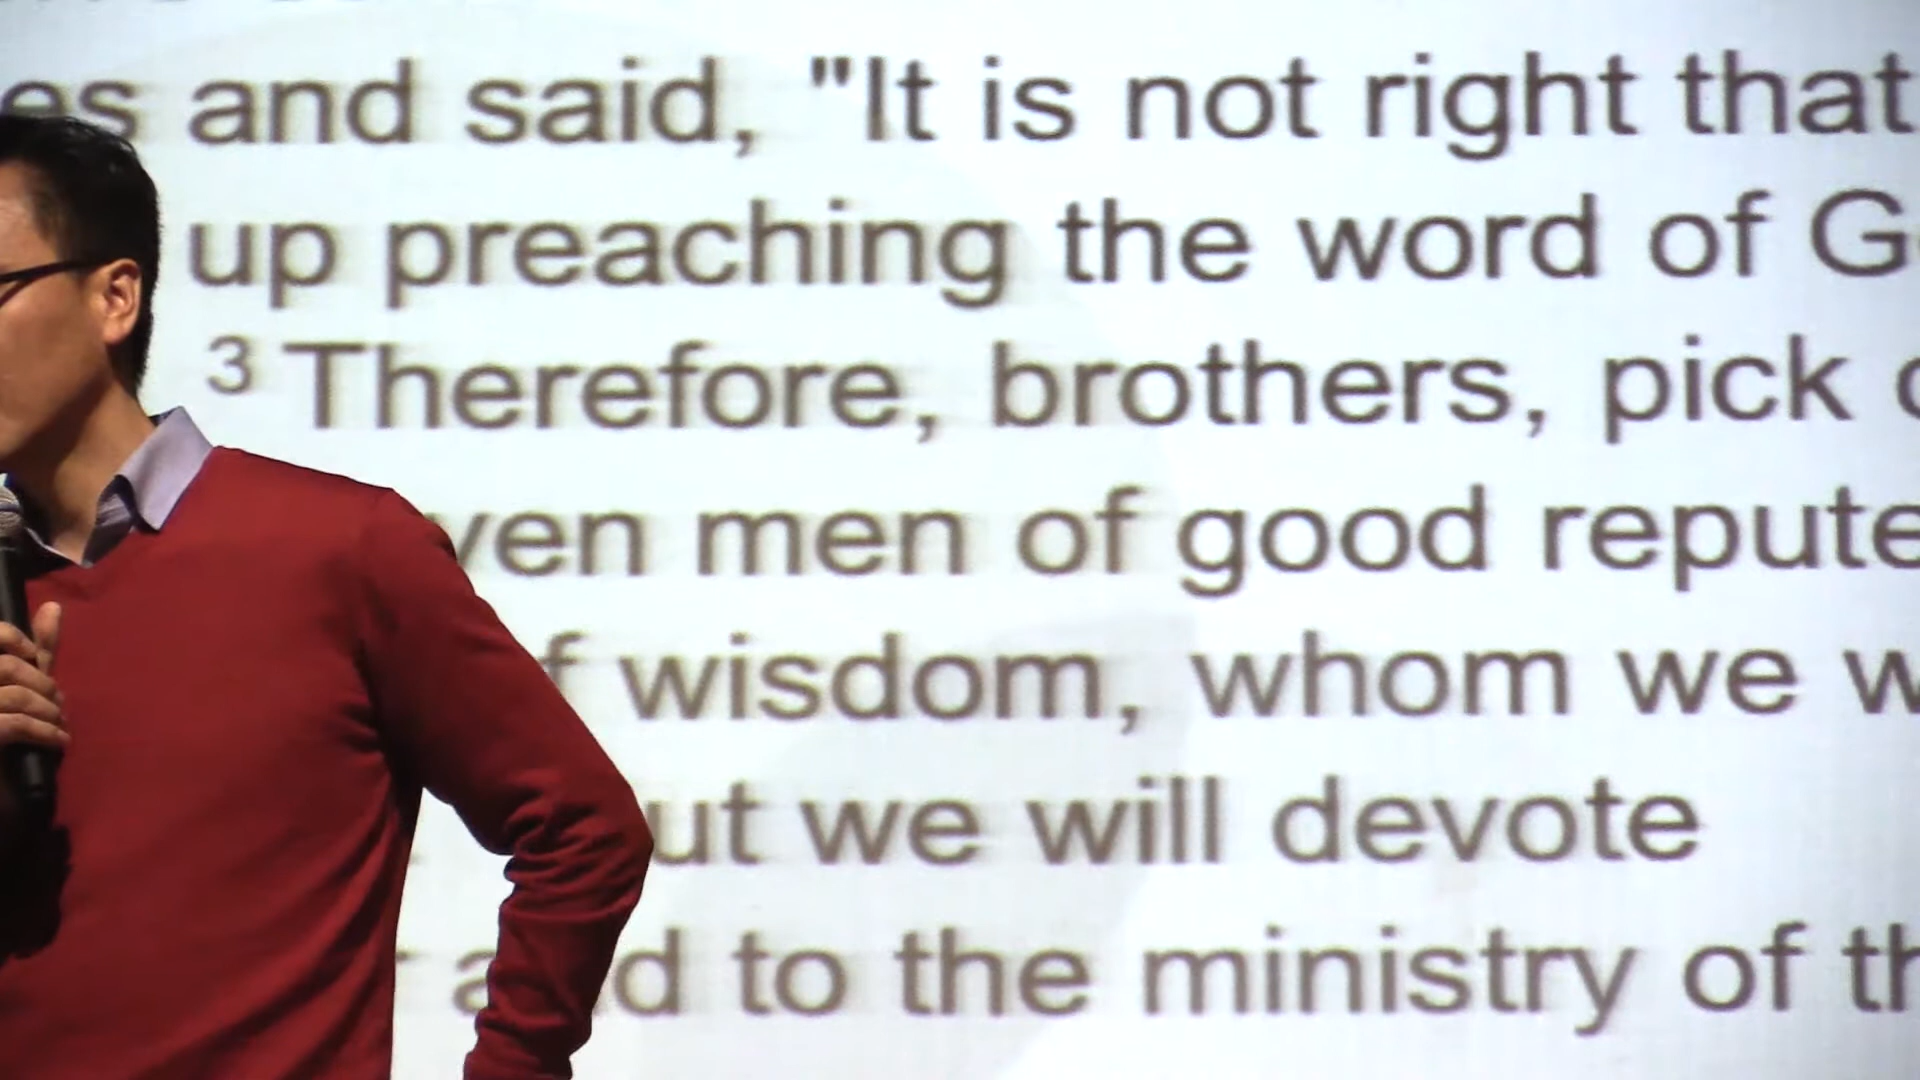 and said, "It is not right that
up preaching the word of
3 Therefore, brothers, pick
men of good repute
wisdom, whom we
we will devote
to the ministry of